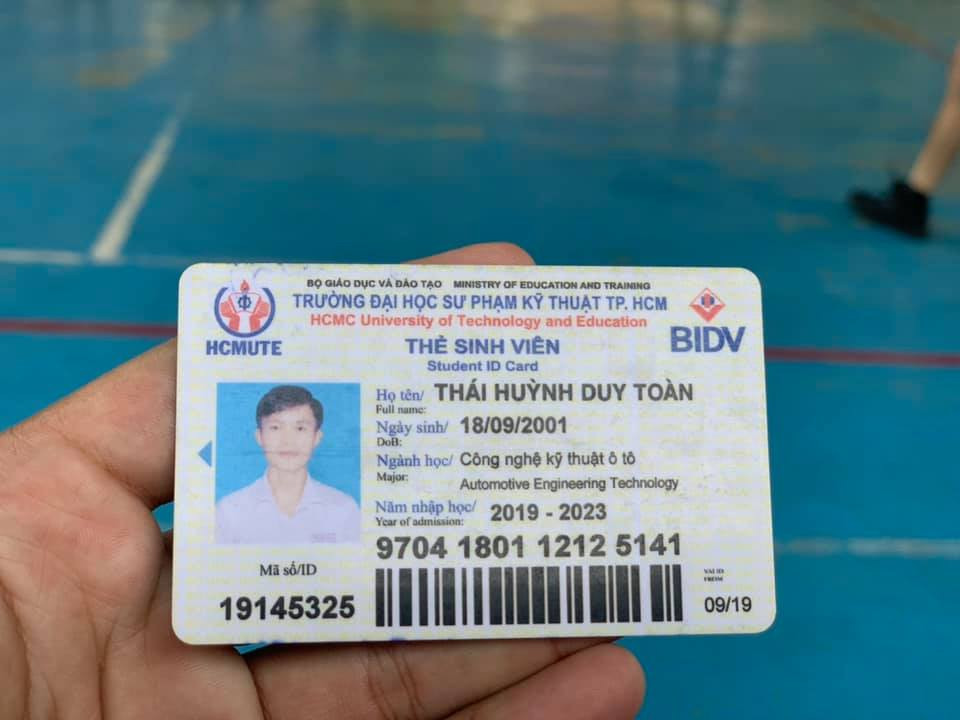 BỘ GIÁO DỤC VÀ ĐÀO TẠO MINISTRY OF EDUCATION AND TRAINING
TRƯỜNG ĐẠI HỌC SƯ PHẠM KỸ THUẬT TP. HCM
HCMC University of Technology and Education
HCMUTE
BIDV
THẺ SINH VIÊN
Student ID Card
Họ tên/ THÁI HUỲNH DUY TOÀN
Full name:
Ngày sinh/ 18/09/2001
DoB:
Ngành học/ Công nghệ kỹ thuật ô tô
Major: Automotive Engineering Technology
Năm nhập học/ 2019 - 2023
Year of admission:
9704 1801 1212 5141
Mã số/ID
19145325
VALID
FROM
09/19